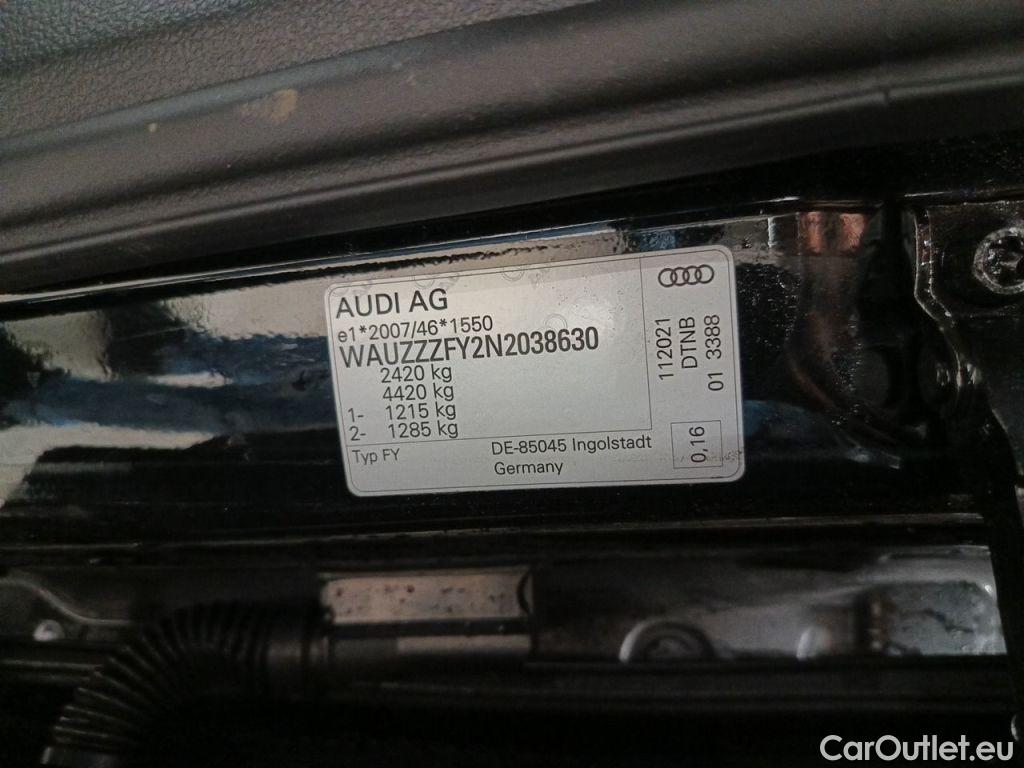 AUDI AG
e1*2007/46*1550
WAUZZZFY2N2038630
2420 kg
4420 kg
1- 1215 kg
2- 1285 kg
Typ FY
DE-85045 Ingolstadt
Germany
112021
DTNB
01 3388
0,16
CarOutlet.eu